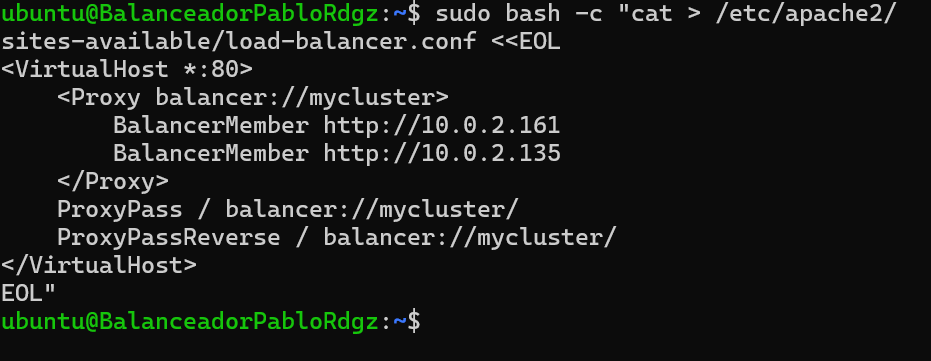 ubuntu@BalanceadorPabloRdgz:~$ sudo bash -c "cat > /etc/apache2/
sites-available/load-balancer.conf <<EOL
<VirtualHost *:80>
    <Proxy balancer://mycluster>
        BalancerMember http://10.0.2.161
        BalancerMember http://10.0.2.135
    </Proxy>
    ProxyPass / balancer://mycluster/
    ProxyPassReverse / balancer://mycluster/
</VirtualHost>
EOL"
ubuntu@BalanceadorPabloRdgz:~$